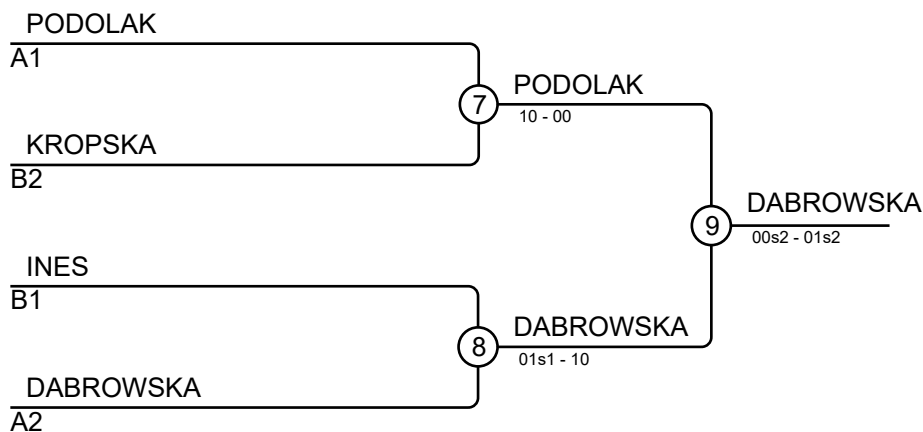 PODOLAK
A1
7
PODOLAK
10 - 00
KROPSKA
B2
9
DABROWSKA
00s2 - 01s2
INES
B1
8
DABROWSKA
01s1 - 10
DABROWSKA
A2